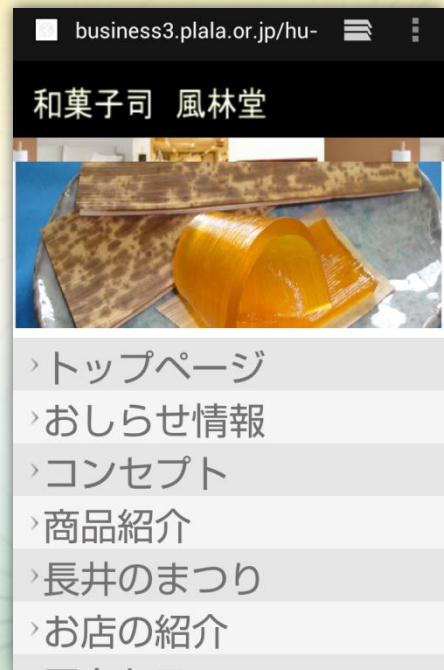 business3.plala.or.jp/hu-
和菓子司 風林堂
›トップページ
›おしらせ情報
›コンセプト
›商品紹介
›長井のまつり
›お店の紹介